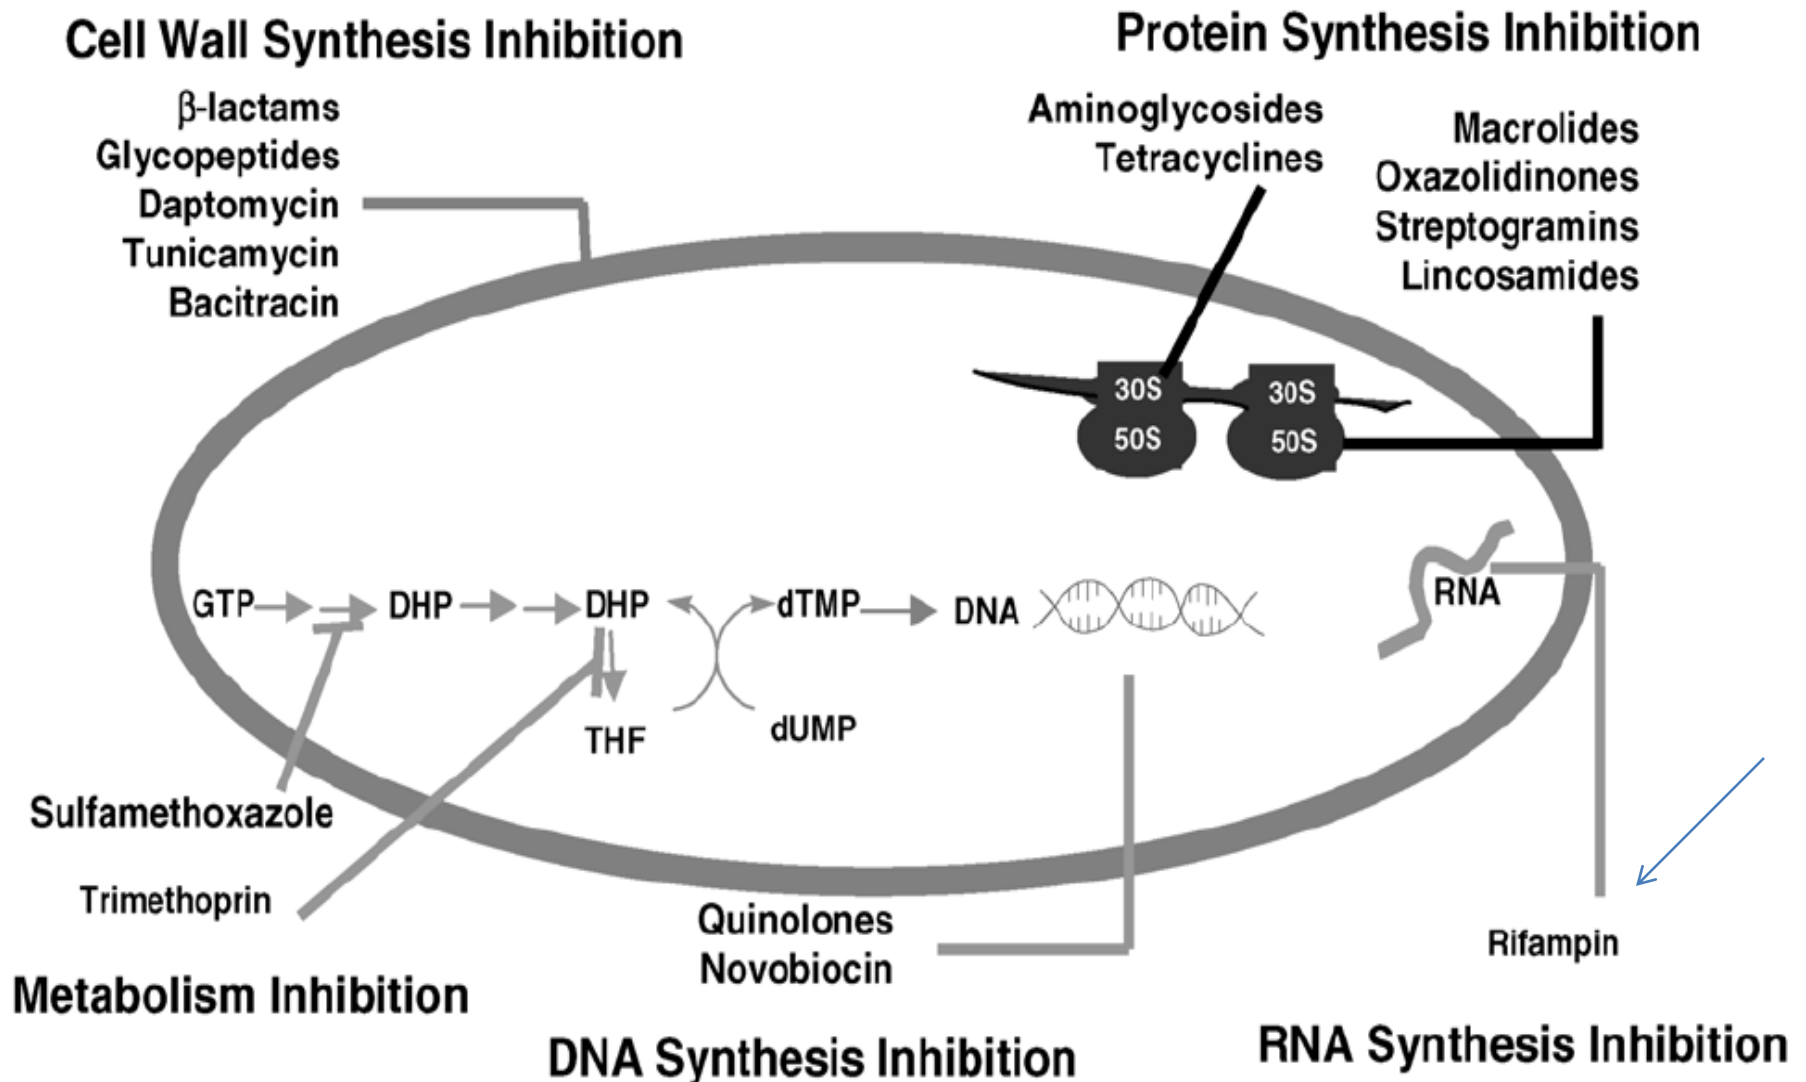 Cell Wall Synthesis Inhibition
β-lactams
Glycopeptides
Daptomycin
Tunicamycin
Bacitracin
Protein Synthesis Inhibition
Aminoglycosides
Tetracyclines
Macrolides
Oxazolidinones
Streptogramins
Lincosamides
30S
50S
30S
50S
GTP
DHP
DHP
THF
dTMP
dUMP
DNA
RNA
Sulfamethoxazole
Trimethoprin
Metabolism Inhibition
Quinolones
Novobiocin
DNA Synthesis Inhibition
Rifampin
RNA Synthesis Inhibition